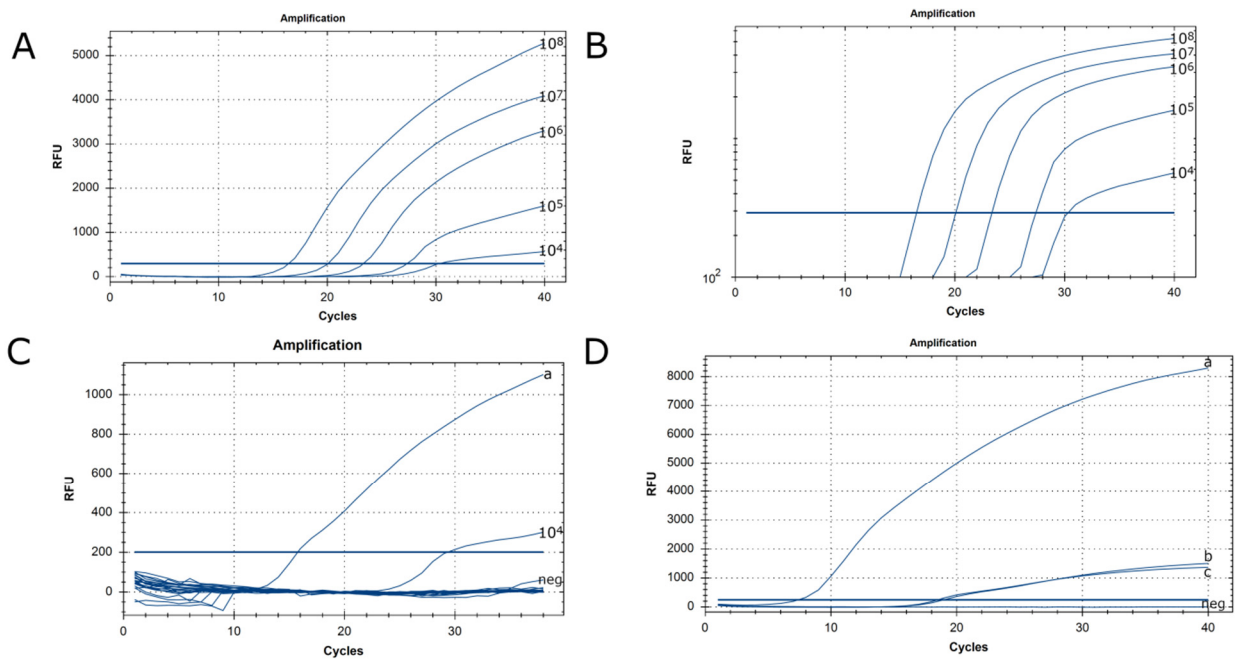 A
Amplification
RFU
5000
4000
3000
2000
1000
0
10⁸
10⁷
10⁶
10⁵
10⁴
0
10
20
30
40
Cycles
B
Amplification
RFU
10²
10⁸
10⁷
10⁶
10⁵
10⁴
0
10
20
30
40
Cycles
C
Amplification
RFU
1000
800
600
400
200
0
a
10⁴
neg
0
10
20
30
Cycles
D
Amplification
RFU
8000
7000
6000
5000
4000
3000
2000
1000
0
a
b
c
neg
0
10
20
30
40
Cycles